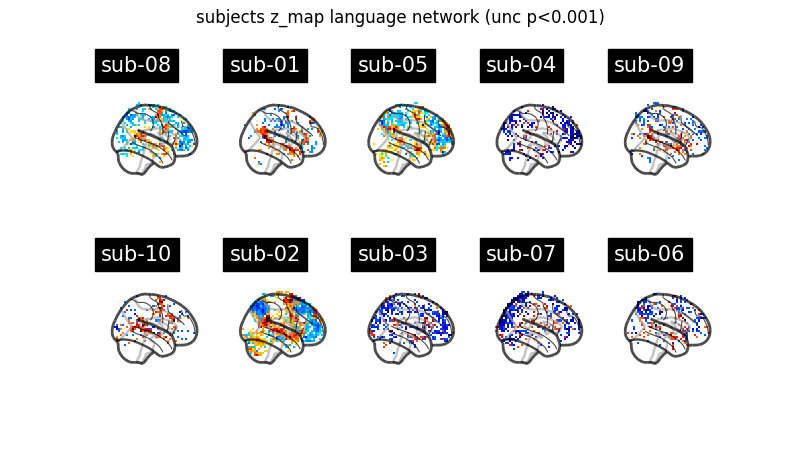 subjects z_map language network (unc p<0.001)
sub-08 sub-01 sub-05 sub-04 sub-09
sub-10 sub-02 sub-03 sub-07 sub-06